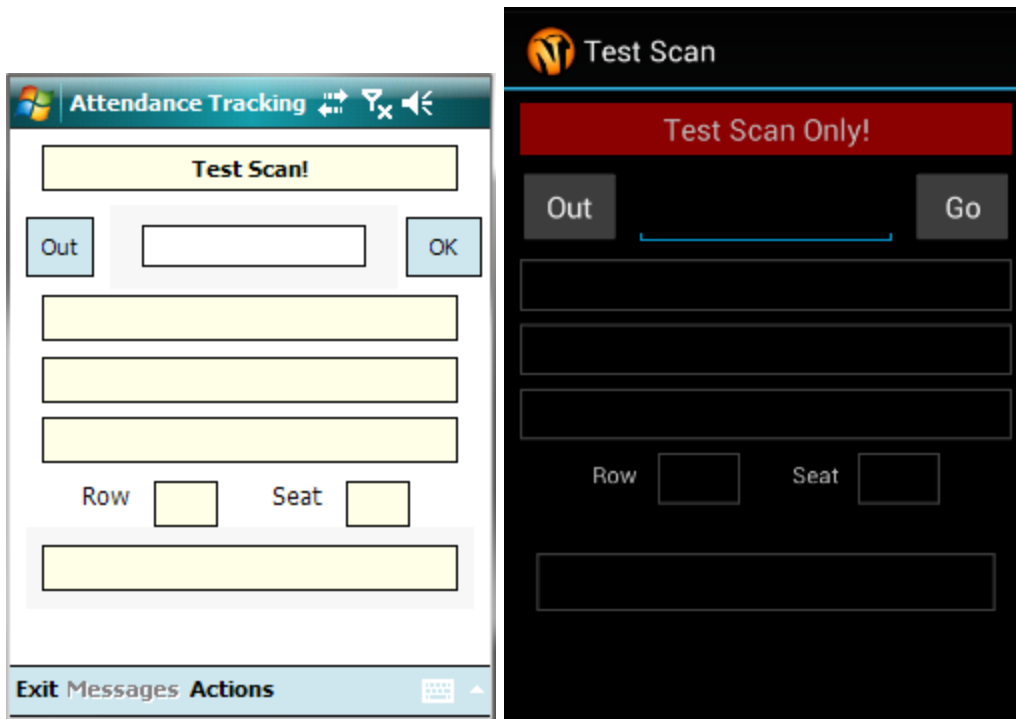 Attendance Tracking
Test Scan!
Out
OK
Row
Seat
Exit Messages Actions
Test Scan
Test Scan Only!
Out
Go
Row
Seat